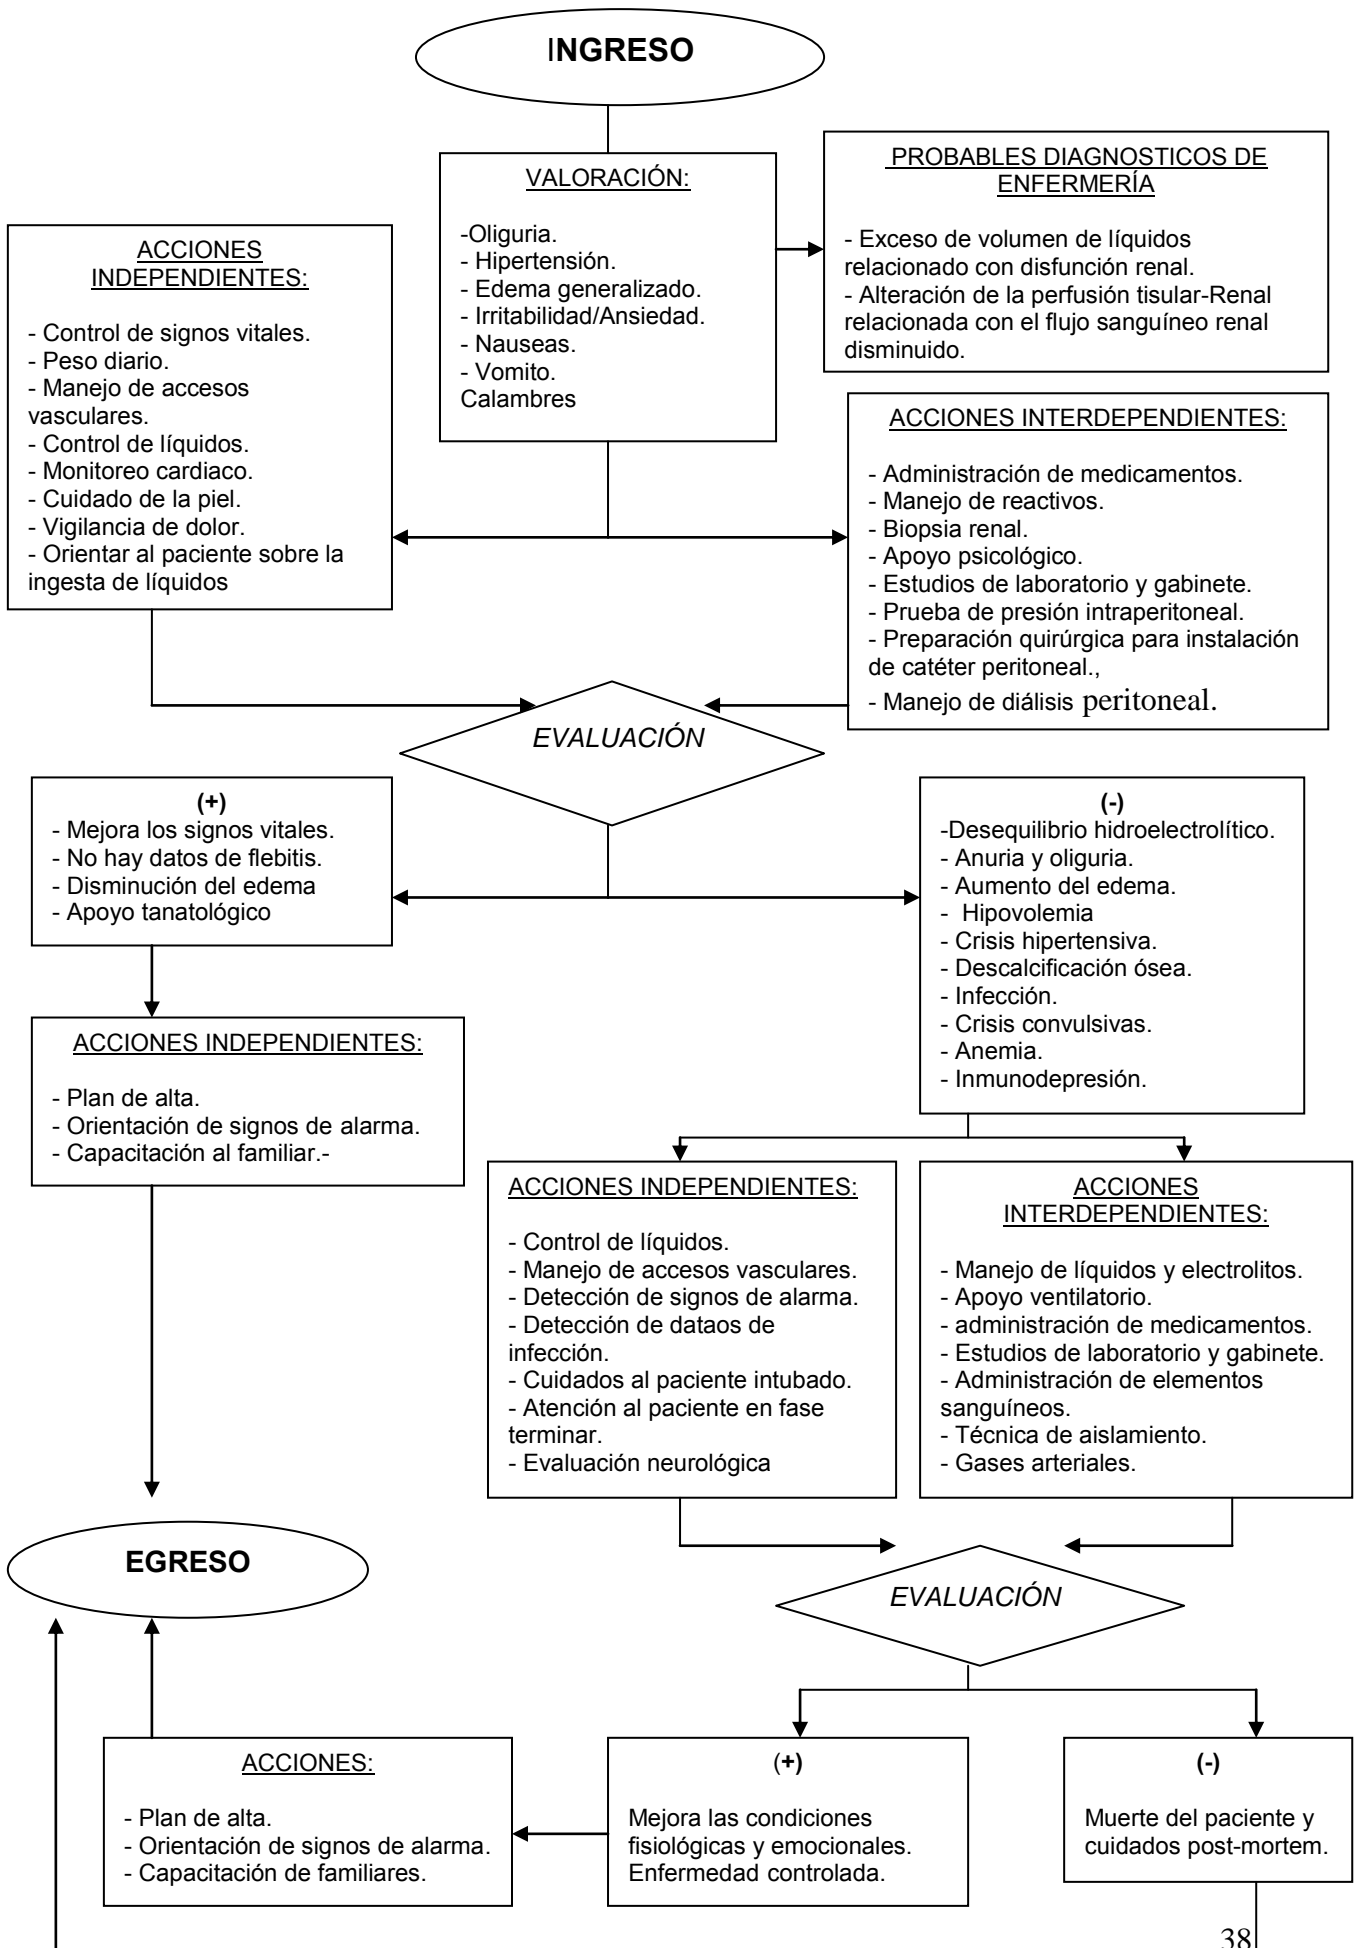 INGRESO
VALORACIÓN:
-Oliguria.
- Hipertensión.
- Edema generalizado.
- Irritabilidad/Ansiedad.
- Nauseas.
- Vomito.
Calambres
PROBABLES DIAGNOSTICOS DE
ENFERMERÍA
- Exceso de volumen de líquidos
relacionado con disfunción renal.
- Alteración de la perfusión tisular-Renal
relacionada con el flujo sanguíneo renal
disminuido.
ACCIONES
INDEPENDIENTES:
- Control de signos vitales.
- Peso diario.
- Manejo de accesos
vasculares.
- Control de líquidos.
- Monitoreo cardiaco.
- Cuidado de la piel.
- Vigilancia de dolor.
- Orientar al paciente sobre la
ingesta de líquidos
ACCIONES INTERDEPENDIENTES:
- Administración de medicamentos.
- Manejo de reactivos.
- Biopsia renal.
- Apoyo psicológico.
- Estudios de laboratorio y gabinete.
- Prueba de presión intraperitoneal.
- Preparación quirúrgica para instalación
de catéter peritoneal.,
- Manejo de diálisis peritoneal.
EVALUACIÓN
(+)
- Mejora los signos vitales.
- No hay datos de flebitis.
- Disminución del edema
- Apoyo tanatológico
(-)
-Desequilibrio hidroelectrolítico.
- Anuria y oliguria.
- Aumento del edema.
- Hipovolemia
- Crisis hipertensiva.
- Descalcificación ósea.
- Infección.
- Crisis convulsivas.
- Anemia.
- Inmunodepresión.
ACCIONES INDEPENDIENTES:
- Plan de alta.
- Orientación de signos de alarma.
- Capacitación al familiar.-
ACCIONES INDEPENDIENTES:
- Control de líquidos.
- Manejo de accesos vasculares.
- Detección de signos de alarma.
- Detección de dataos de
infección.
- Cuidados al paciente intubado.
- Atención al paciente en fase
terminar.
- Evaluación neurológica
ACCIONES
INTERDEPENDIENTES:
- Manejo de líquidos y electrolitos.
- Apoyo ventilatorio.
- administración de medicamentos.
- Estudios de laboratorio y gabinete.
- Administración de elementos
sanguíneos.
- Técnica de aislamiento.
- Gases arteriales.
EGRESO
EVALUACIÓN
ACCIONES:
- Plan de alta.
- Orientación de signos de alarma.
- Capacitación de familiares.
(+)
Mejora las condiciones
fisiológicas y emocionales.
Enfermedad controlada.
(-)
Muerte del paciente y
cuidados post-mortem.
38